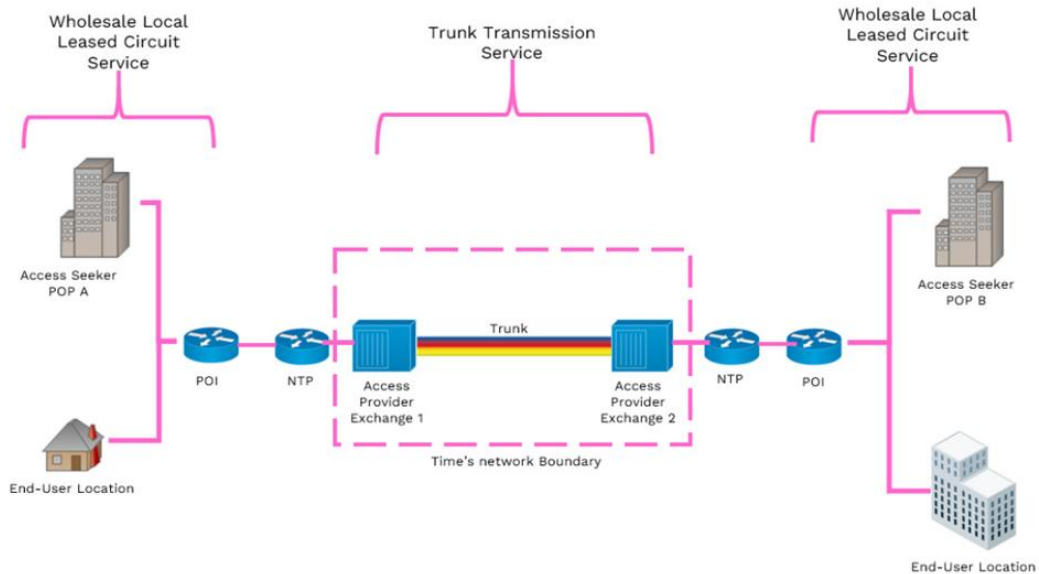 Wholesale Local
Leased Circuit
Service
Trunk Transmission
Service
Wholesale Local
Leased Circuit
Service
Access Seeker
POP A
Access Seeker
POP B
Trunk
POI
NTP
Access
Provider
Exchange 1
Access
Provider
Exchange 2
NTP
POI
Time's network Boundary
End-User Location
End-User Location